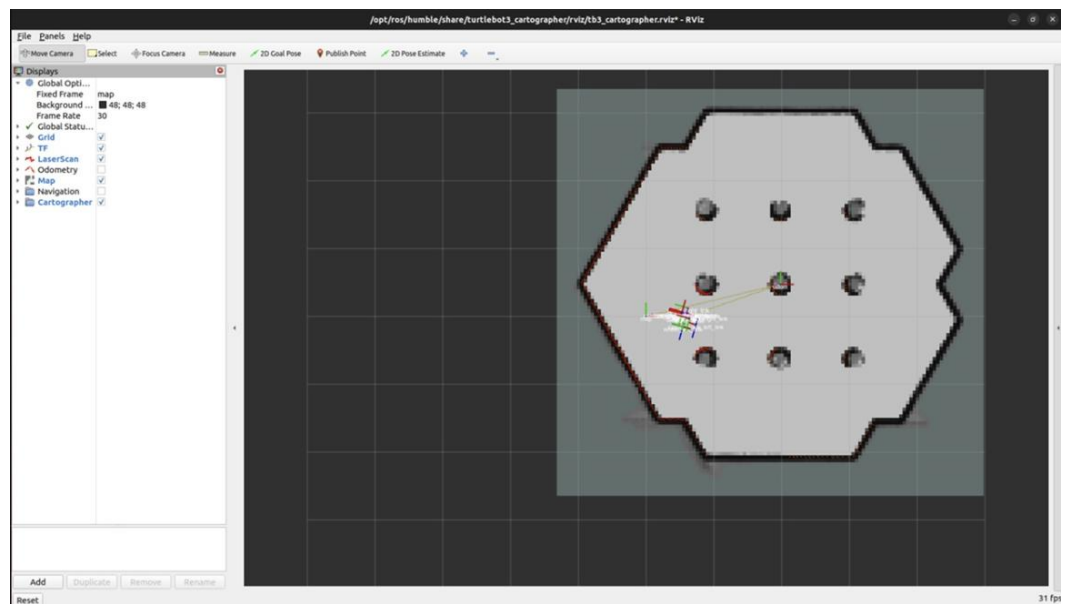 /opt/ros/humble/share/turtlebot3_cartographer/rviz/tb3_cartographer.rviz* - RViz
File Panels Help
Move Camera Select Focus Camera Measure 2D Goal Pose Publish Point 2D Pose Estimate
Displays
Global Opti...
Fixed Frame map
Background ... 48; 48; 48
Frame Rate 30
Global Statu...
Grid
TF
LaserScan
Odometry
Map
Navigation
Cartographer
Add Duplicate Remove Rename
Reset 31 fps